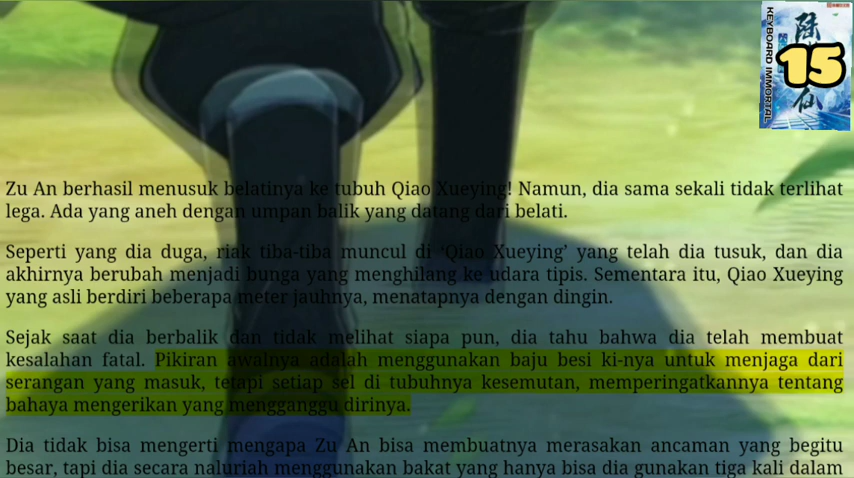 KEYBOARD IMMORTAL
15
仙
Zu An berhasil menusuk belatinya ke tubuh Qiao Xueying! Namun, dia sama sekali tidak terlihat
lega. Ada yang aneh dengan umpan balik yang datang dari belati.
Seperti yang dia duga, riak tiba-tiba muncul di ‘Qiao Xueying’ yang telah dia tusuk, dan dia
akhirnya berubah menjadi bunga yang menghilang ke udara tipis. Sementara itu, Qiao Xueying
yang asli berdiri beberapa meter jauhnya, menatapnya dengan dingin.
Sejak saat dia berbalik dan tidak melihat siapa pun, dia tahu bahwa dia telah membuat
kesalahan fatal. Pikiran awalnya adalah menggunakan baju besi ki-nya untuk menjaga dari
serangan yang masuk, tetapi setiap sel di tubuhnya kesemutan, memperingatkannya tentang
bahaya mengerikan yang mengganggu dirinya.
Dia tidak bisa mengerti mengapa Zu An bisa membuatnya merasakan ancaman yang begitu
besar, tapi dia secara naluriah menggunakan bakat yang hanya bisa dia gunakan tiga kali dalam